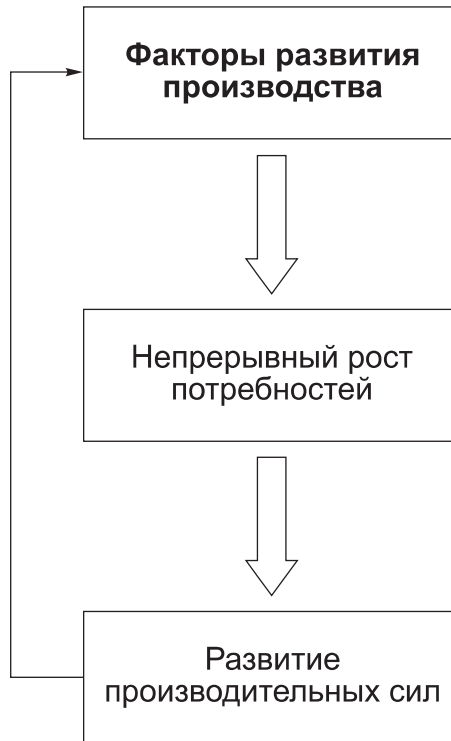 Факторы развития
производства
Непрерывный рост
потребностей
Развитие
производительных сил